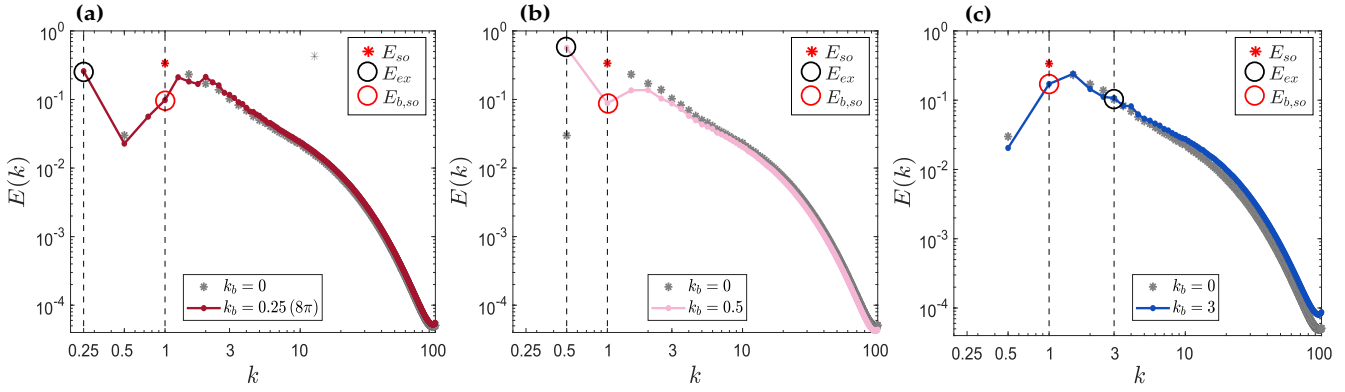 (a)
10^0
10^-1
10^-2
10^-3
10^-4
E(k)
0.25 0.5 1 3 10 100
k
E_so
E_ex
E_b,so
k_b = 0
k_b = 0.25 (8π)
(b)
10^0
10^-1
10^-2
10^-3
10^-4
E(k)
0.25 0.5 1 3 10 100
k
E_so
E_ex
E_b,so
k_b = 0
k_b = 0.5
(c)
10^0
10^-1
10^-2
10^-3
10^-4
E(k)
0.25 0.5 1 3 10 100
k
E_so
E_ex
E_b,so
k_b = 0
k_b = 3